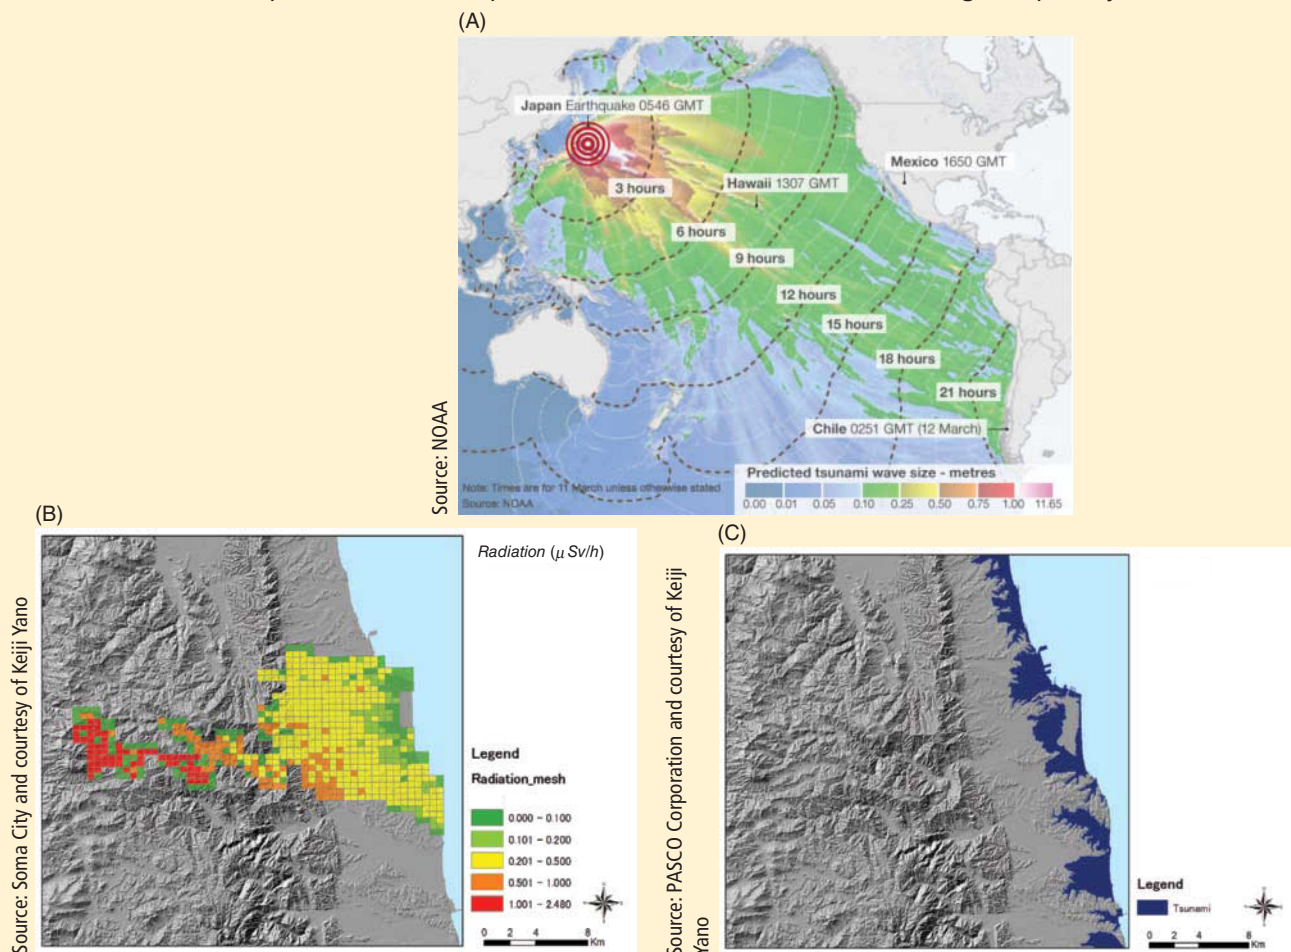 (A)
Japan Earthquake 0546 GMT
Mexico 1650 GMT
3 hours
Hawaii 1307 GMT
6 hours
9 hours
12 hours
15 hours
18 hours
21 hours
Chile 0251 GMT (12 March)
Predicted tsunami wave size - metres
0.00 0.01 0.05 0.10 0.25 0.50 0.75 1.00 11.65
Note: Times are for 11 March unless otherwise stated
Source: NOAA
Source: NOAA
(B)
Radiation (μ Sv/h)
Legend
Radiation_mesh
0.000 - 0.100
0.101 - 0.200
0.201 - 0.500
0.501 - 1.000
1.001 - 2.480
0 2 4 8
Km
Source: Soma City and courtesy of Keiji Yano
(C)
Legend
Tsunami
0 2 4 8
Km
Source: PASCO Corporation and courtesy of Keiji
Yano